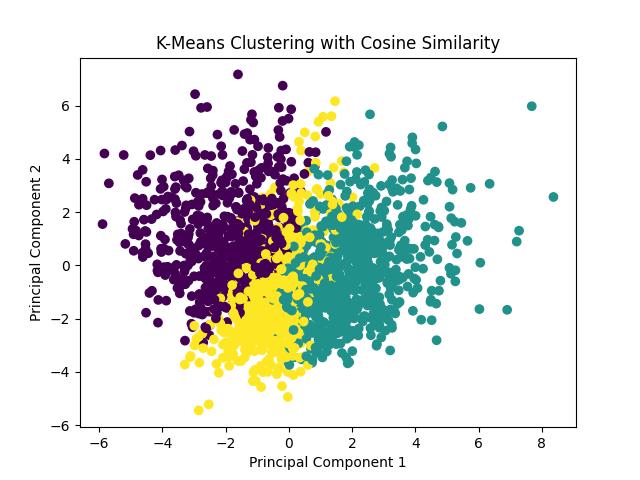 K-Means Clustering with Cosine Similarity
6
4
2
0
−2
−4
−6
Principal Component 2
−6 −4 −2 0 2 4 6 8
Principal Component 1